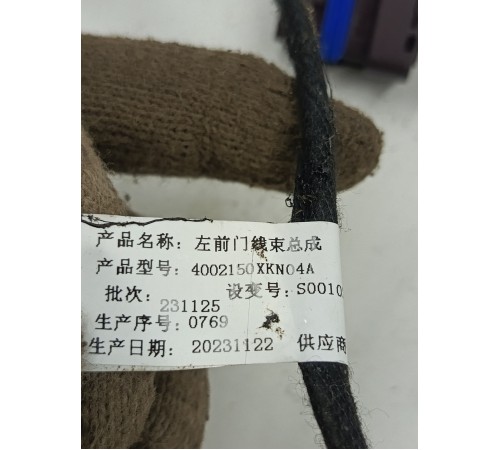 产品名称: 左前门线束总成
产品型号: 4002150XKN04A
批次: 231125 设变号: S0010
生产序号: 0769
生产日期: 20231122 供应商